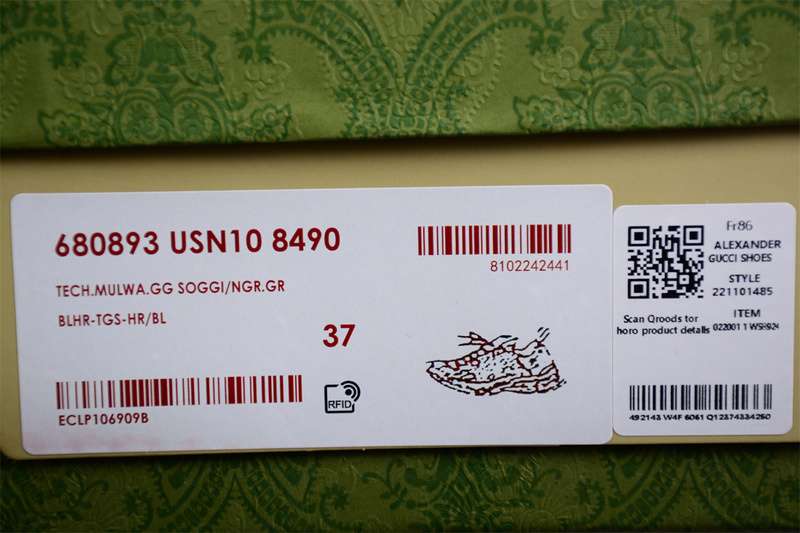 680893 USN10 8490
8102242441
TECH.MULWA.GG SOGGI/NGR.GR
BLHR-TGS-HR/BL
37
ECLP106909B
RFID
Fr86
ALEXANDER
GUCCI SHOES
STYLE
221101485
ITEM
Scan Qroods tor
horo product details